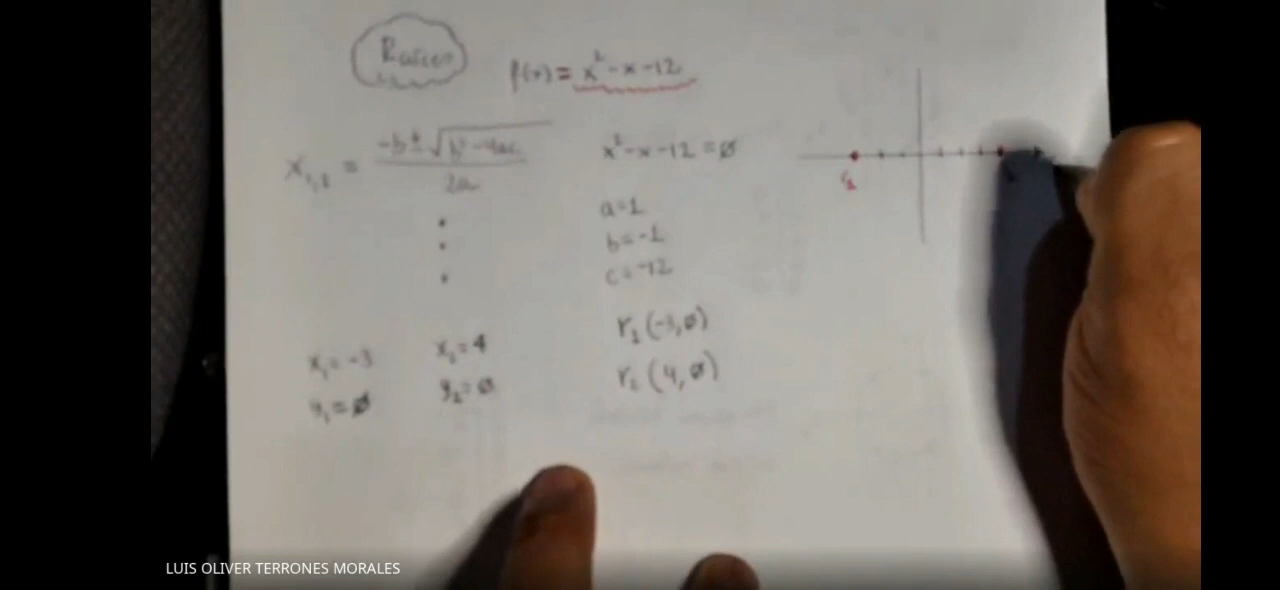 Raíces
f(x) = x² - x - 12
x₁,₂ = (-b ± √(b² - 4ac)) / 2a
x² - x - 12 = ∅
a = 1
b = -1
c = -12
r₁ (-3, ∅)
r₂ (4, ∅)
x₁ = -3 x₂ = 4
y₁ = ∅ y₂ = ∅
r₁
LUIS OLIVER TERRONES MORALES